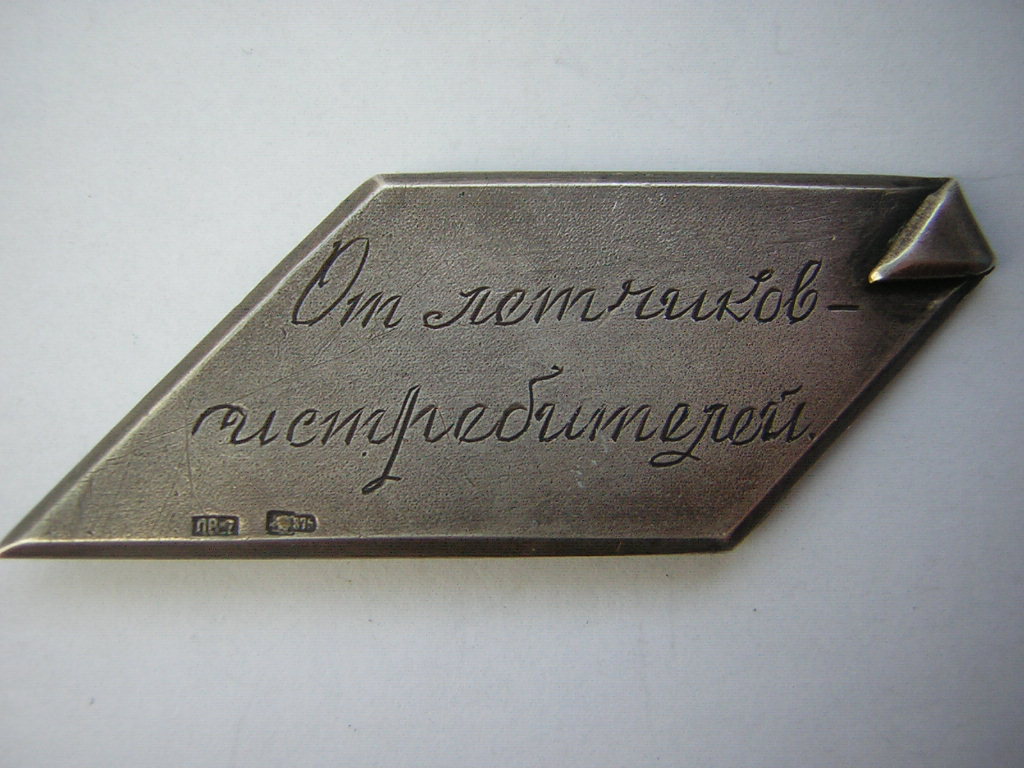 От летчиков-
истребителей.